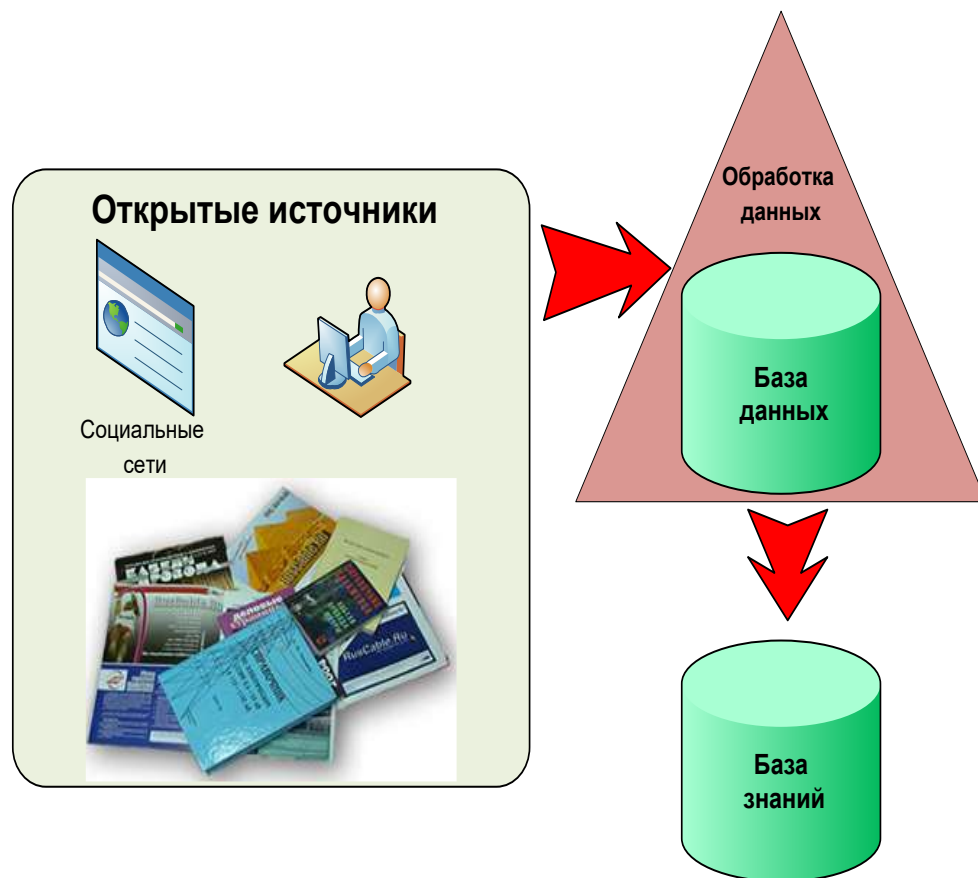 Открытые источники
Социальные
сети
RusCable.Ru
Обработка
данных
База
данных
База
знаний